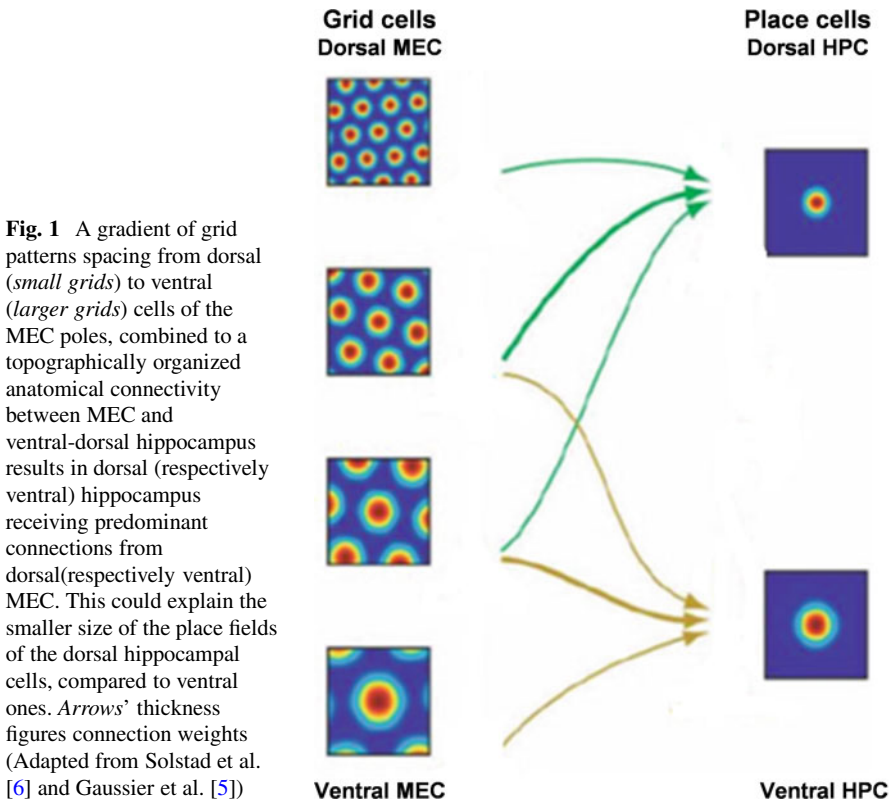 Grid cells
Dorsal MEC
Place cells
Dorsal HPC
Fig. 1 A gradient of grid
patterns spacing from dorsal
(small grids) to ventral
(larger grids) cells of the
MEC poles, combined to a
topographically organized
anatomical connectivity
between MEC and
ventral-dorsal hippocampus
results in dorsal (respectively
ventral) hippocampus
receiving predominant
connections from
dorsal(respectively ventral)
MEC. This could explain the
smaller size of the place fields
of the dorsal hippocampal
cells, compared to ventral
ones. Arrows’ thickness
figures connection weights
(Adapted from Solstad et al.
[6] and Gaussier et al. [5])
Ventral MEC
Ventral HPC